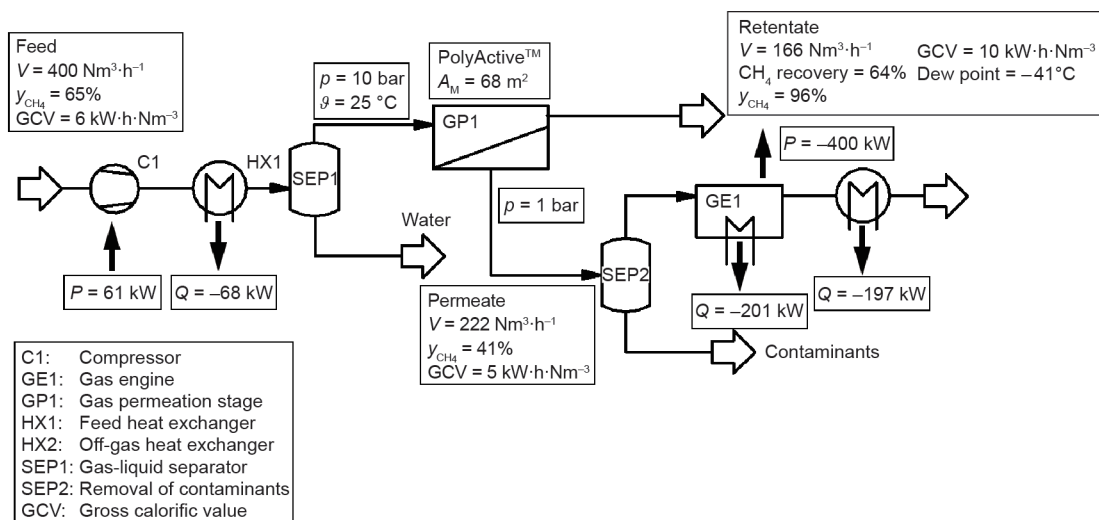 Feed
V = 400 Nm³·h⁻¹
y_CH₄ = 65%
GCV = 6 kW·h·Nm⁻³
p = 10 bar
ϑ = 25 °C
PolyActive™
A_M = 68 m²
Retentate
V = 166 Nm³·h⁻¹ GCV = 10 kW·h·Nm⁻³
CH₄ recovery = 64% Dew point = −41°C
y_CH₄ = 96%
C1
HX1
SEP1
GP1
P = −400 kW
GE1
p = 1 bar
Water
SEP2
P = 61 kW
Q = −68 kW
Permeate
V = 222 Nm³·h⁻¹
y_CH₄ = 41%
GCV = 5 kW·h·Nm⁻³
Q = −201 kW
Q = −197 kW
Contaminants
C1: Compressor
GE1: Gas engine
GP1: Gas permeation stage
HX1: Feed heat exchanger
HX2: Off-gas heat exchanger
SEP1: Gas-liquid separator
SEP2: Removal of contaminants
GCV: Gross calorific value